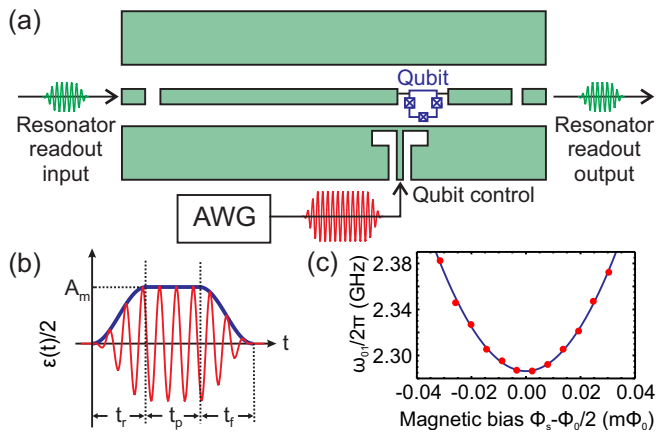 (a)
Qubit
Resonator
readout
input
Resonator
readout
output
AWG
Qubit control
(b)
A_m
ε(t)/2
t
t_r
t_p
t_f
(c)
ω_01/2π (GHz)
2.38
2.34
2.30
-0.04
-0.02
0.00
0.02
0.04
Magnetic bias Φ_s-Φ_0/2 (mΦ_0)